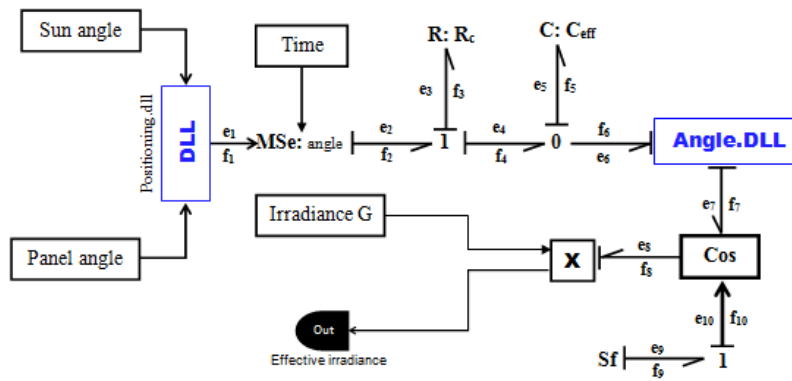 Sun angle
Time
R: Rc
C: Ceff
Positioning.dll
DLL
e1
f1
MSe: angle
e2
f2
e3
f3
1
e4
f4
e5
f5
0
f6
e6
Angle.DLL
e7
f7
Irradiance G
Panel angle
X
e8
f8
Cos
Out
Effective irradiance
e10
f10
Sf
e9
f9
1